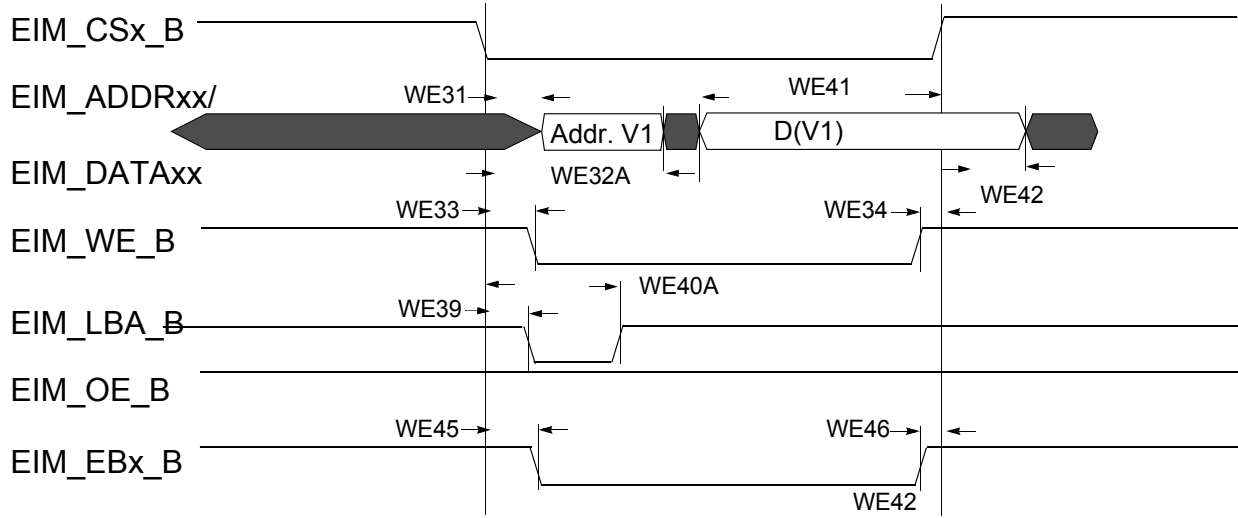 EIM_CSx_B
EIM_ADDRxx/
WE31
WE41
Addr. V1
D(V1)
EIM_DATAxx
WE32A
WE42
WE33
WE34
EIM_WE_B
WE40A
WE39
EIM_LBA_B
EIM_OE_B
WE45
WE46
EIM_EBx_B
WE42